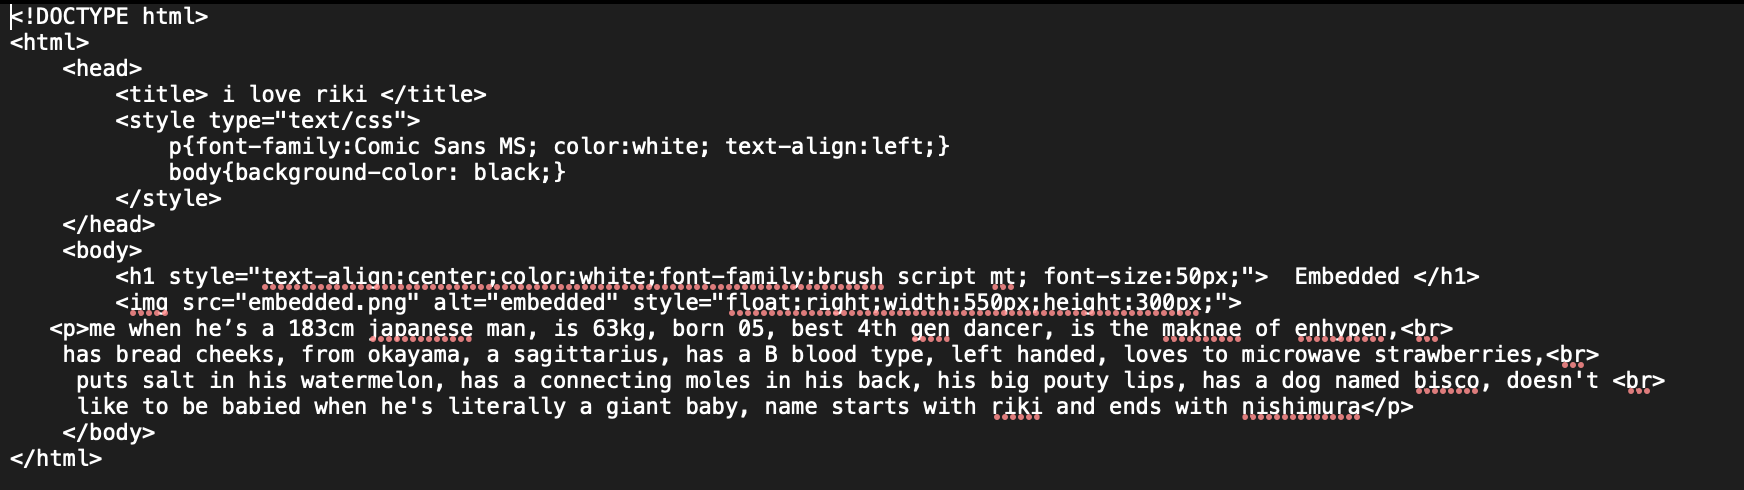 <!DOCTYPE html>
<html>
    <head>
        <title> i love riki </title>
        <style type="text/css">
            p{font-family:Comic Sans MS; color:white; text-align:left;}
            body{background-color: black;}
        </style>
    </head>
    <body>
        <h1 style="text-align:center;color:white;font-family:brush script mt; font-size:50px;">  Embedded </h1>
        <img src="embedded.png" alt="embedded" style="float:right;width:550px;height:300px;">
   <p>me when he’s a 183cm japanese man, is 63kg, born 05, best 4th gen dancer, is the maknae of enhypen,<br>
    has bread cheeks, from okayama, a sagittarius, has a B blood type, left handed, loves to microwave strawberries,<br>
     puts salt in his watermelon, has a connecting moles in his back, his big pouty lips, has a dog named bisco, doesn't <br>
     like to be babied when he's literally a giant baby, name starts with riki and ends with nishimura</p>
    </body>
</html>